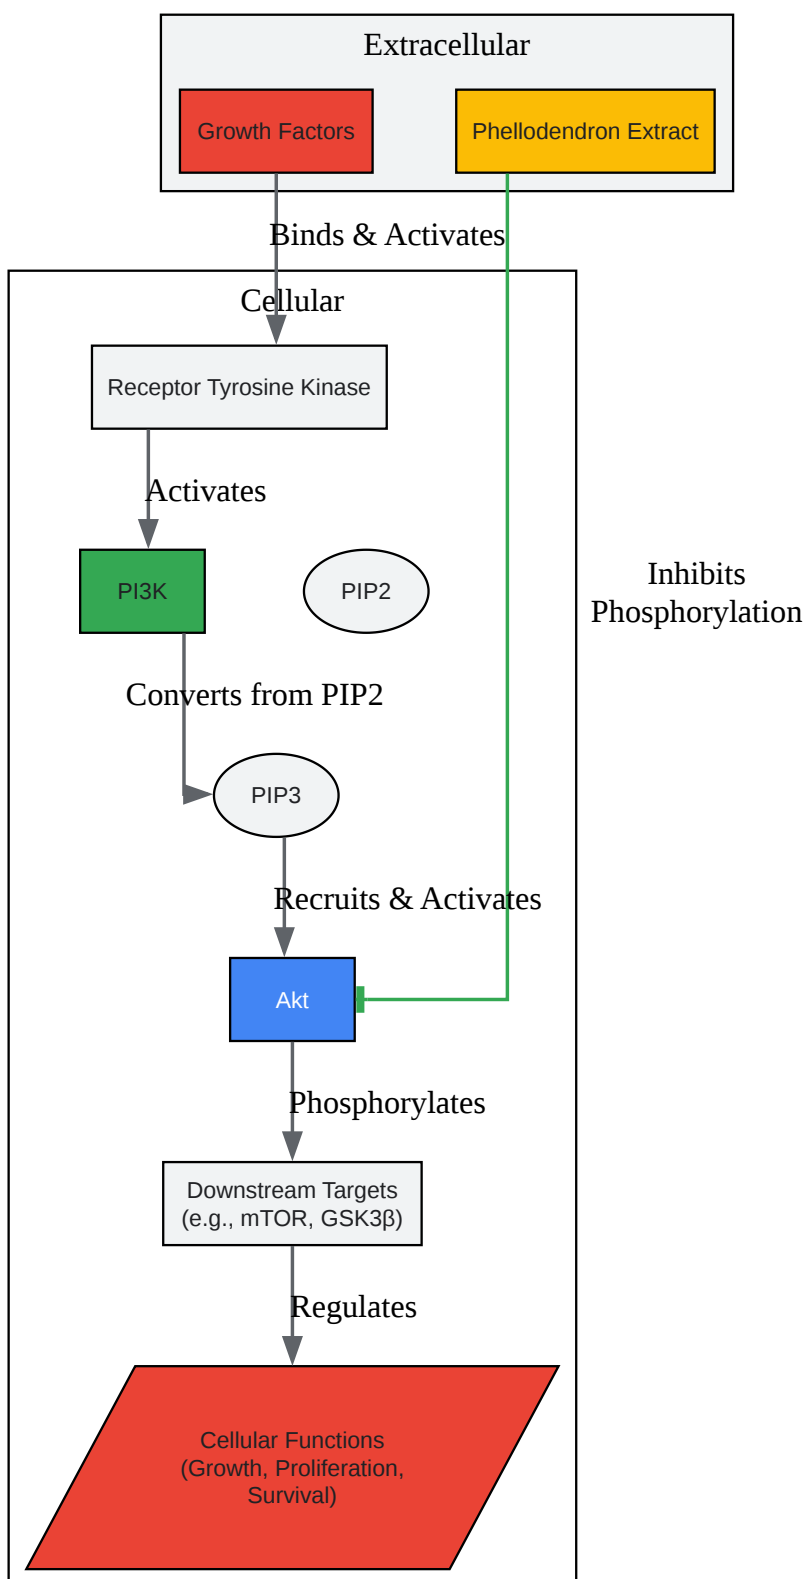 Extracellular
Growth Factors
Phellodendron Extract
Binds & Activates
Cellular
Receptor Tyrosine Kinase
Activates
PI3K
PIP2
Inhibits
Phosphorylation
Converts from PIP2
PIP3
Recruits & Activates
Akt
Phosphorylates
Downstream Targets
(e.g., mTOR, GSK3β)
Regulates
Cellular Functions
(Growth, Proliferation,
Survival)